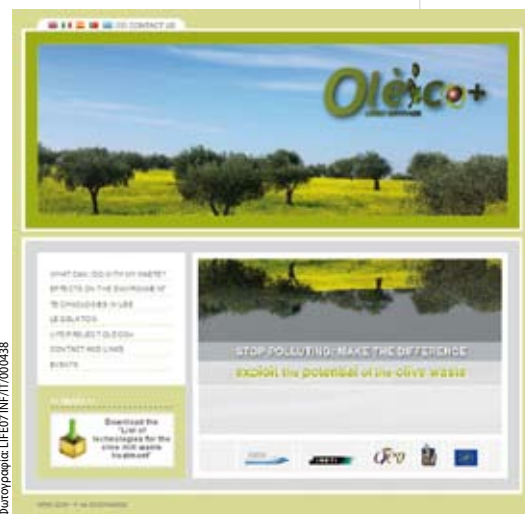 CONTACT US
Olèico+
WHAT CAN I DO WITH MY WASTE?
EFFECTS ON THE ENVIRONMENT
TECHNOLOGIES IN USE
LEGISLATION
LIFE PROJECT OLEICO+
CONTACT AND LINKS
EVENTS
STOP POLLUTING: MAKE THE DIFFERENCE
exploit the potential of the olive waste
Download the
"List of
technologies for the
olive mill waste
treatment"
Φωτογραφία: LIFE07 INF/IT/000438